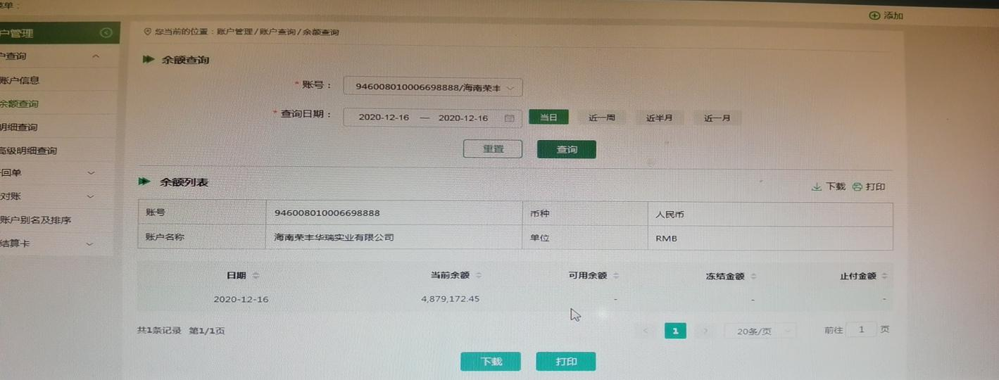 菜单：
添加
户管理
您当前的位置：账户管理/账户查询/余额查询
户查询
余额查询
账户信息
* 账号： 946008010006698888/海南荣丰
余额查询
* 查询日期： 2020-12-16 — 2020-12-16 当日 近一周 近半月 近一月
明细查询
高级明细查询
重置 查询
回单
余额列表
下载 打印
对账
账号 946008010006698888 币种 人民币
账户别名及排序
账户名称 海南荣丰华瑞实业有限公司 单位 RMB
结算卡
日期 当前余额 可用余额 冻结金额 止付金额
2020-12-16 4,879,172.45 - - -
共1条记录 第1/1页 < 1 > 20条/页 前往 1 页
下载 打印